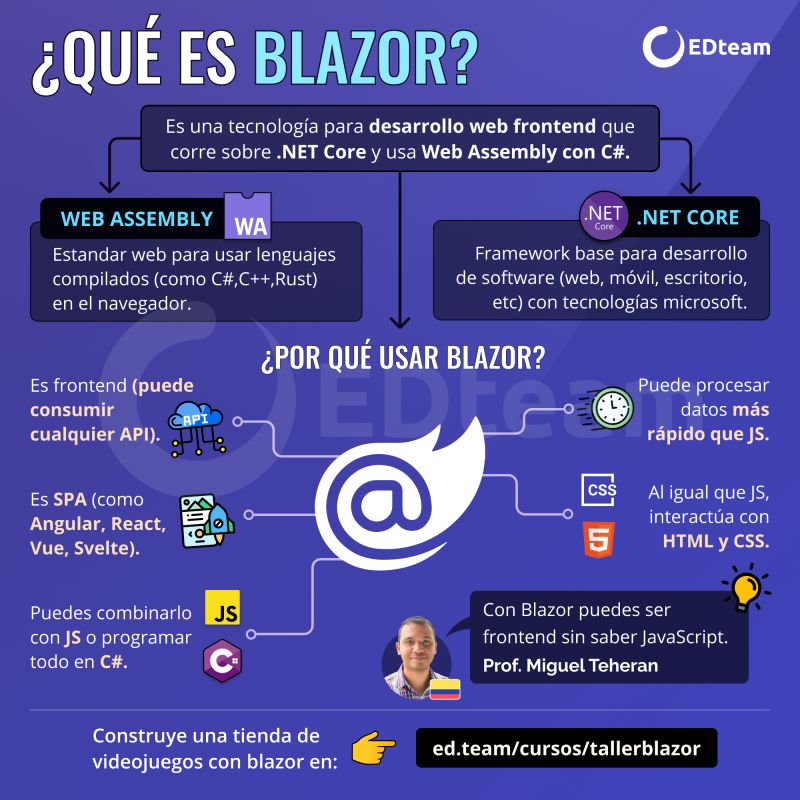 ¿QUÉ ES BLAZOR?
EDteam
Es una tecnología para desarrollo web frontend que
corre sobre .NET Core y usa Web Assembly con C#.
WEB ASSEMBLY
WA
Estandar web para usar lenguajes
compilados (como C#,C++,Rust)
en el navegador.
.NET
Core
.NET CORE
Framework base para desarrollo
de software (web, móvil, escritorio,
etc) con tecnologías microsoft.
EDteam
¿POR QUÉ USAR BLAZOR?
Es frontend (puede
consumir
cualquier API).
API
Es SPA (como
Angular, React,
Vue, Svelte).
Puedes combinarlo
con JS o programar
todo en C#.
JS
C#
@
Puede procesar
datos más
rápido que JS.
CSS
5
Al igual que JS,
interactúa con
HTML y CSS.
Con Blazor puedes ser
frontend sin saber JavaScript.
Prof. Miguel Teheran
Construye una tienda de
videojuegos con blazor en:
ed.team/cursos/tallerblazor